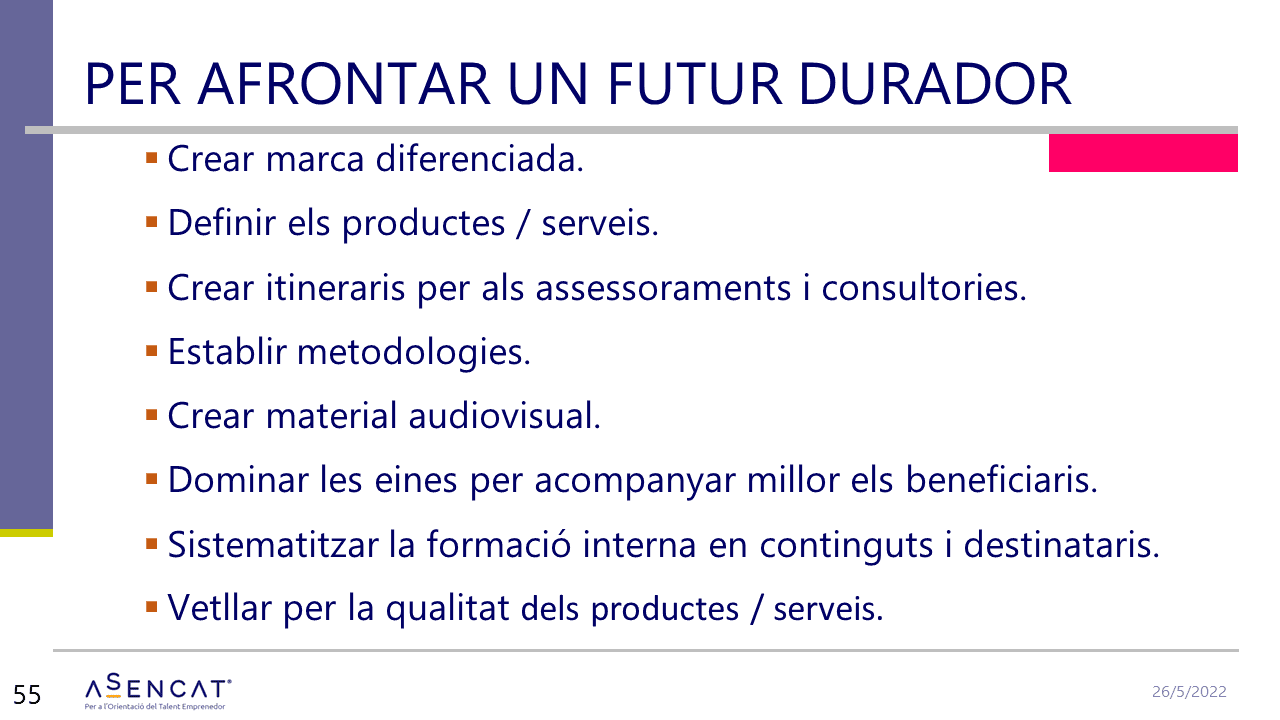 PER AFRONTAR UN FUTUR DURADOR
▪ Crear marca diferenciada.
▪ Definir els productes / serveis.
▪ Crear itineraris per als assessoraments i consultories.
▪ Establir metodologies.
▪ Crear material audiovisual.
▪ Dominar les eines per acompanyar millor els beneficiaris.
▪ Sistematitzar la formació interna en continguts i destinataris.
▪ Vetllar per la qualitat dels productes / serveis.
55
ASENCAT®
Per a l'Orientació del Talent Emprenedor
26/5/2022